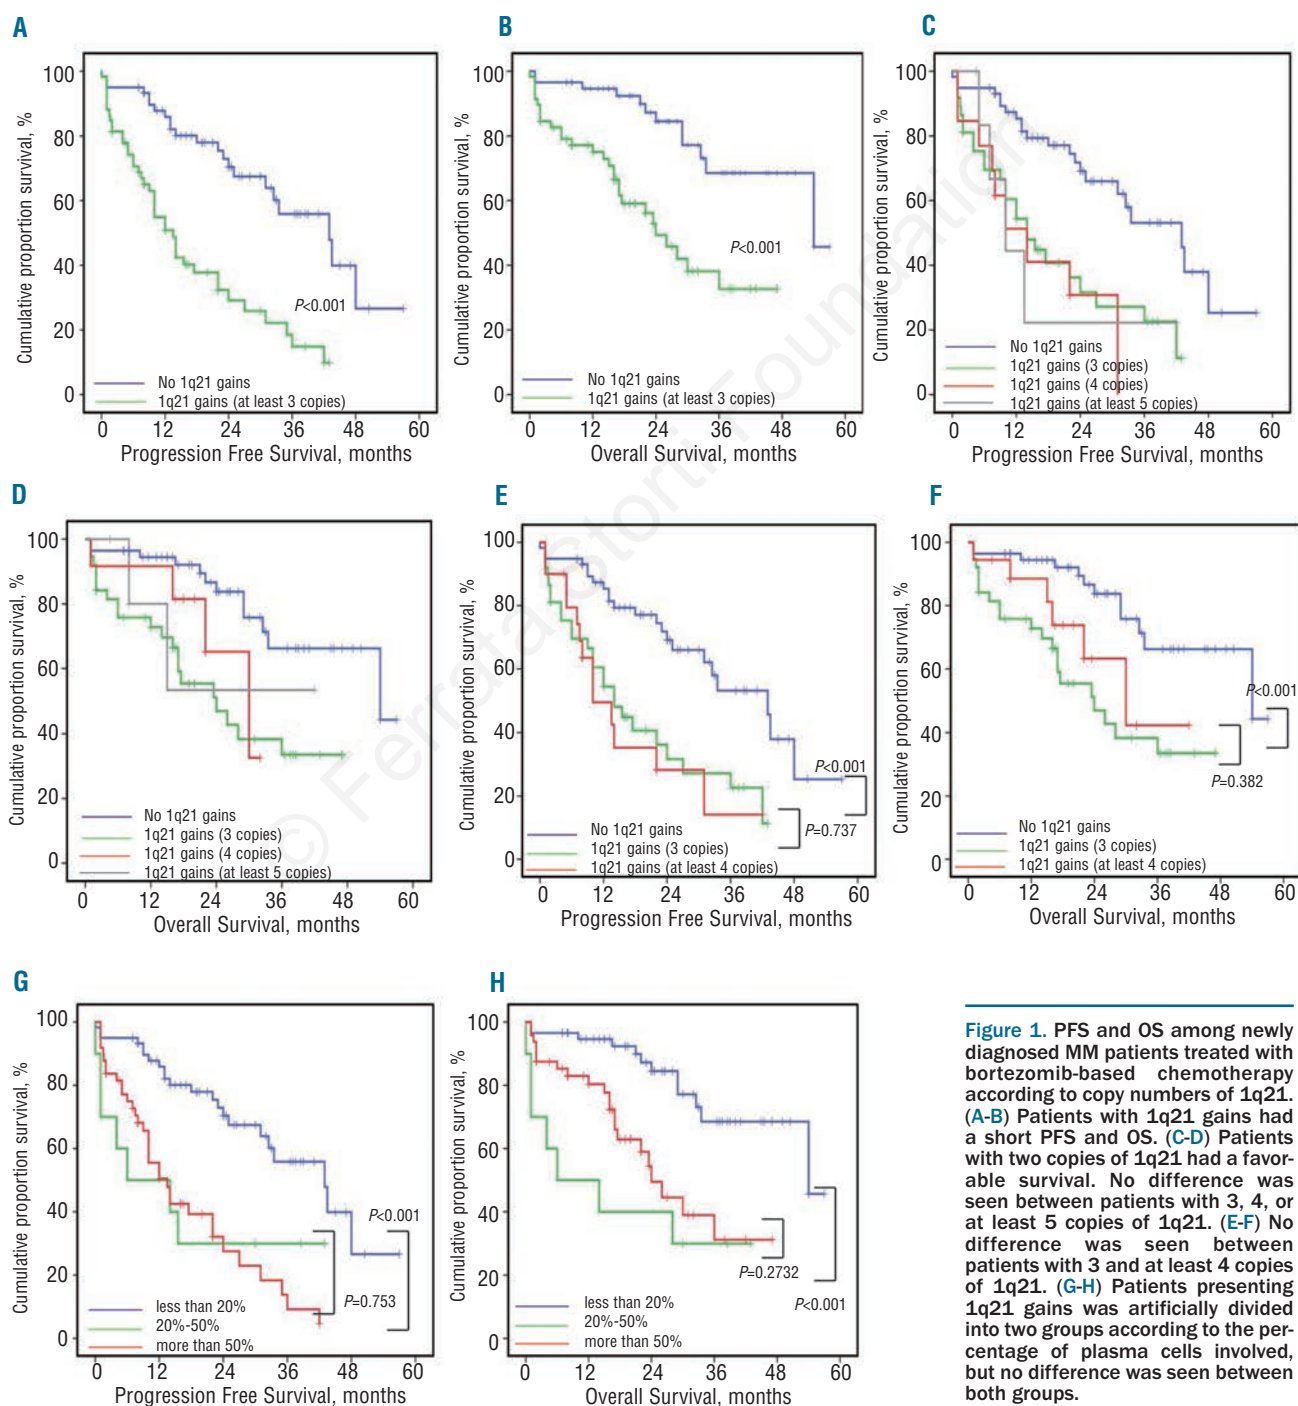 A
B
C
Cumulative proportion survival, %
100
80
60
40
20
0
P<0.001
No 1q21 gains
1q21 gains (at least 3 copies)
0 12 24 36 48 60
Progression Free Survival, months
Cumulative proportion survival, %
100
80
60
40
20
0
P<0.001
No 1q21 gains
1q21 gains (at least 3 copies)
0 12 24 36 48 60
Overall Survival, months
Cumulative proportion survival, %
100
80
60
40
20
0
No 1q21 gains
1q21 gains (3 copies)
1q21 gains (4 copies)
1q21 gains (at least 5 copies)
0 12 24 36 48 60
Progression Free Survival, months
D
E
F
Cumulative proportion survival, %
100
80
60
40
20
0
No 1q21 gains
1q21 gains (3 copies)
1q21 gains (4 copies)
1q21 gains (at least 5 copies)
0 12 24 36 48 60
Overall Survival, months
Cumulative proportion survival, %
100
80
60
40
20
0
P<0.001
P=0.737
No 1q21 gains
1q21 gains (3 copies)
1q21 gains (at least 4 copies)
0 12 24 36 48 60
Progression Free Survival, months
Cumulative proportion survival, %
100
80
60
40
20
0
P<0.001
P=0.382
No 1q21 gains
1q21 gains (3 copies)
1q21 gains (at least 4 copies)
0 12 24 36 48 60
Overall Survival, months
G
H
Cumulative proportion survival, %
100
80
60
40
20
0
P<0.001
P=0.753
less than 20%
20%-50%
more than 50%
0 12 24 36 48 60
Progression Free Survival, months
Cumulative proportion survival, %
100
80
60
40
20
0
P=0.2732
P<0.001
less than 20%
20%-50%
more than 50%
0 12 24 36 48 60
Overall Survival, months
Figure 1. PFS and OS among newly
diagnosed MM patients treated with
bortezomib-based chemotherapy
according to copy numbers of 1q21.
(A-B) Patients with 1q21 gains had
a short PFS and OS. (C-D) Patients
with two copies of 1q21 had a favor-
able survival. No difference was
seen between patients with 3, 4, or
at least 5 copies of 1q21. (E-F) No
difference was seen between
patients with 3 and at least 4 copies
of 1q21. (G-H) Patients presenting
1q21 gains was artificially divided
into two groups according to the per-
centage of plasma cells involved,
but no difference was seen between
both groups.
© Ferrata Storti Foundation